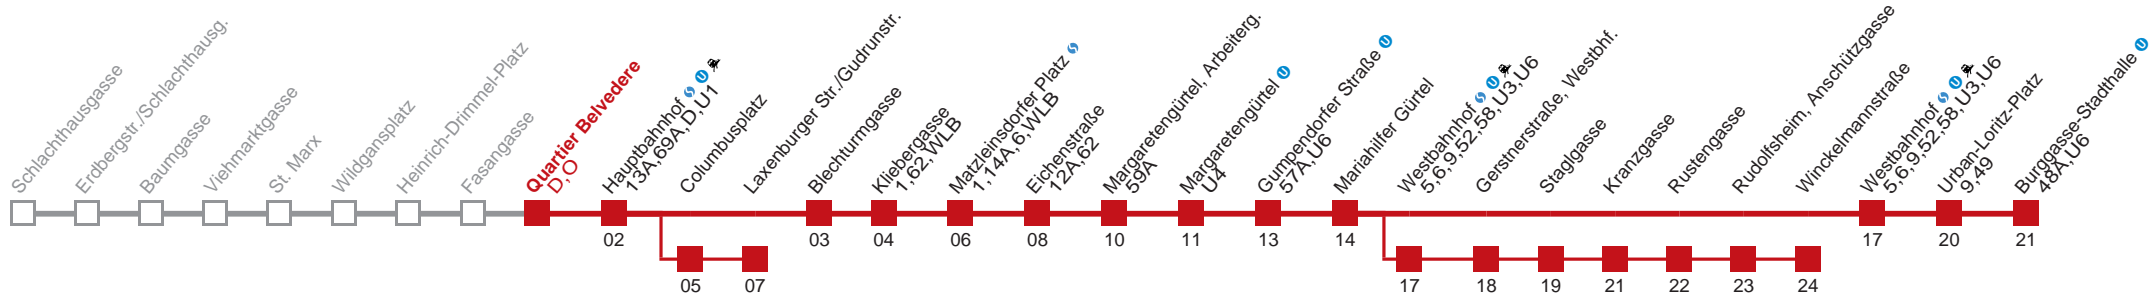 Schlachthausgasse
Erdbergstr./Schlachthausg.
Baumgasse
Viehmarktgasse
St. Marx
Wildgansplatz
Heinrich-Drimmel-Platz
Fasangasse
Quartier Belvedere
D,O
Hauptbahnhof S U
13A,69A,D,U1
Columbusplatz
Laxenburger Str./Gudrunstr.
Blechturmgasse
Kliebergasse
1,62,WLB
Matzleinsdorfer Platz S
1,14A,6,WLB
Eichenstraße
12A,62
Margaretengürtel, Arbeiterg.
59A
Margaretengürtel U
U4
Gumpendorfer Straße U
57A,U6
Mariahilfer Gürtel
Westbahnhof S U
5,6,9,52,58,U3,U6
Gerstnerstraße, Westbhf.
Staglgasse
Kranzgasse
Rustengasse
Rudolfsheim, Anschützgasse
Winckelmannstraße
Westbahnhof S U
5,6,9,52,58,U3,U6
Urban-Loritz-Platz
9,49
Burggasse-Stadthalle U
48A,U6
02 03 04 06 08 10 11 13 14 17 20 21
05 07 17 18 19 21 22 23 24